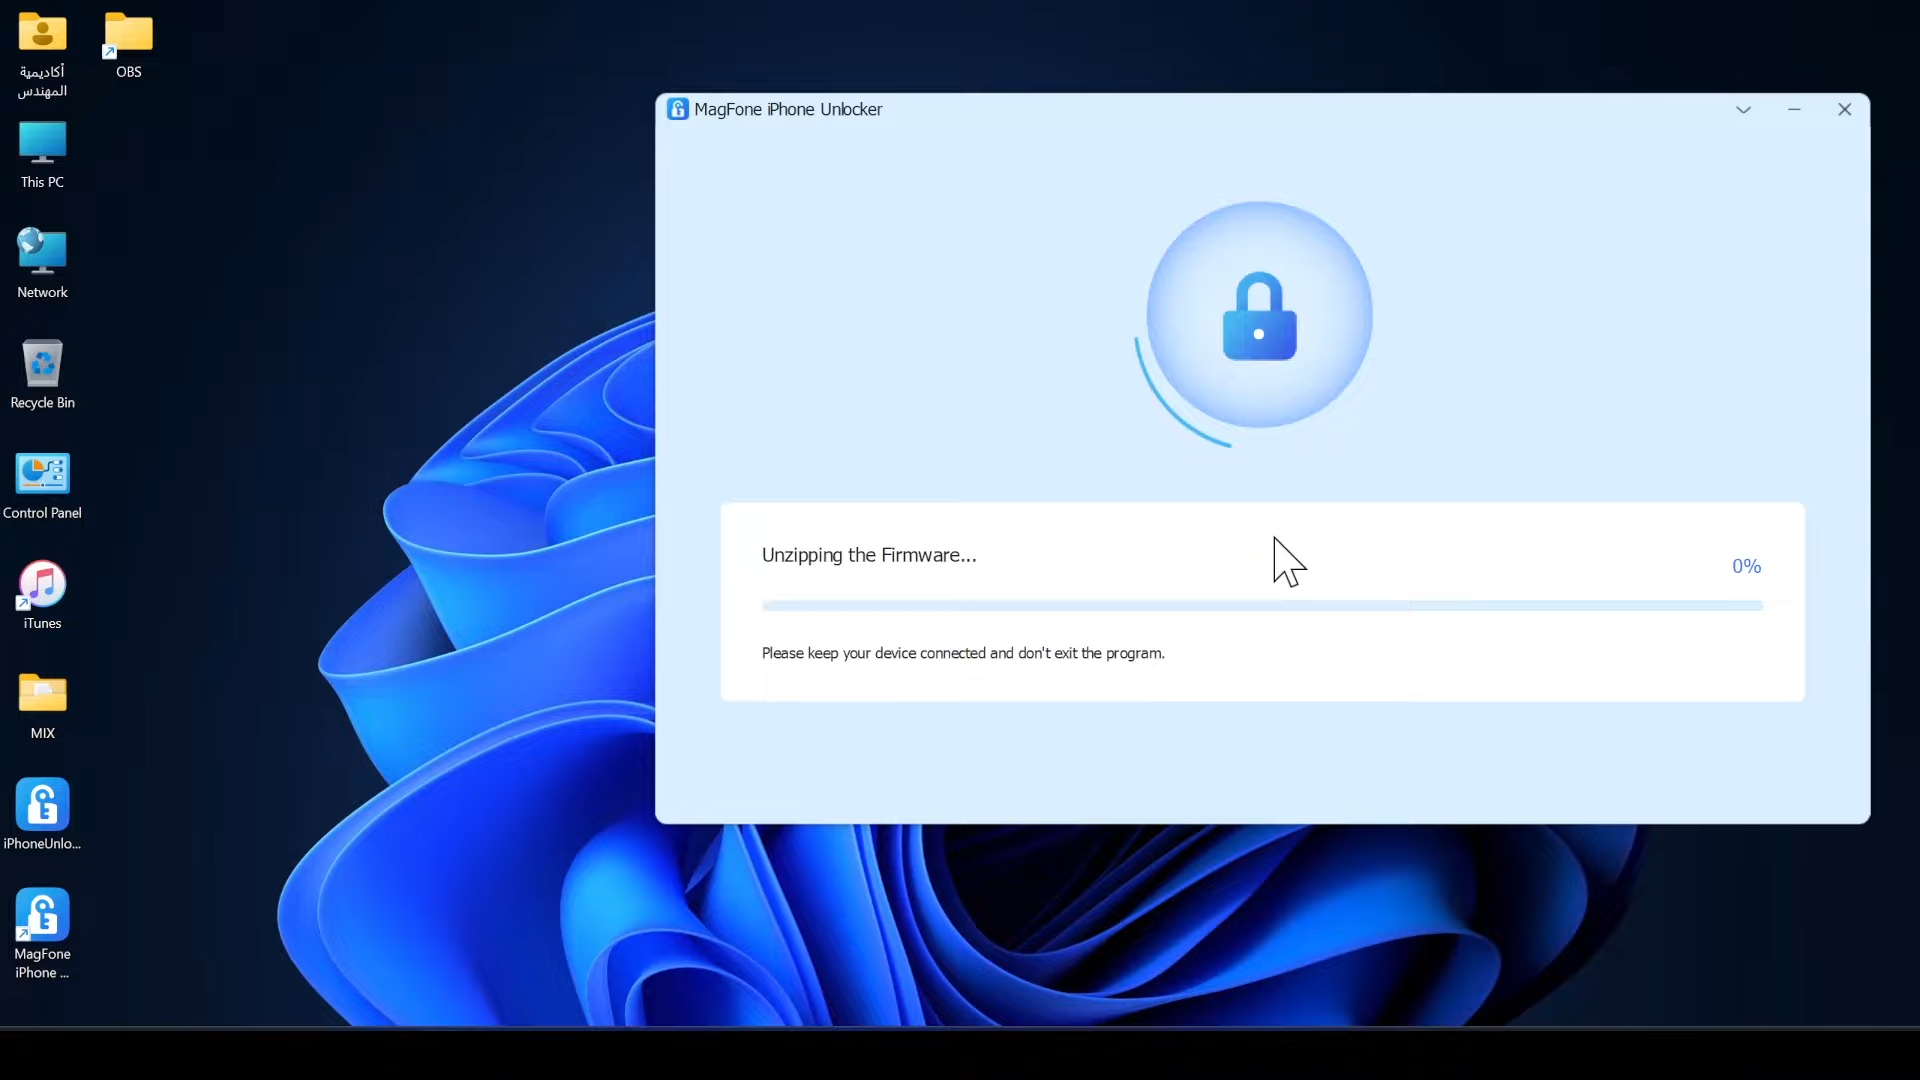 أكاديمية
المهندس
OBS
This PC
Network
Recycle Bin
Control Panel
iTunes
MIX
iPhoneUnlo...
MagFone
iPhone ...
MagFone iPhone Unlocker
Unzipping the Firmware...
0%
Please keep your device connected and don't exit the program.